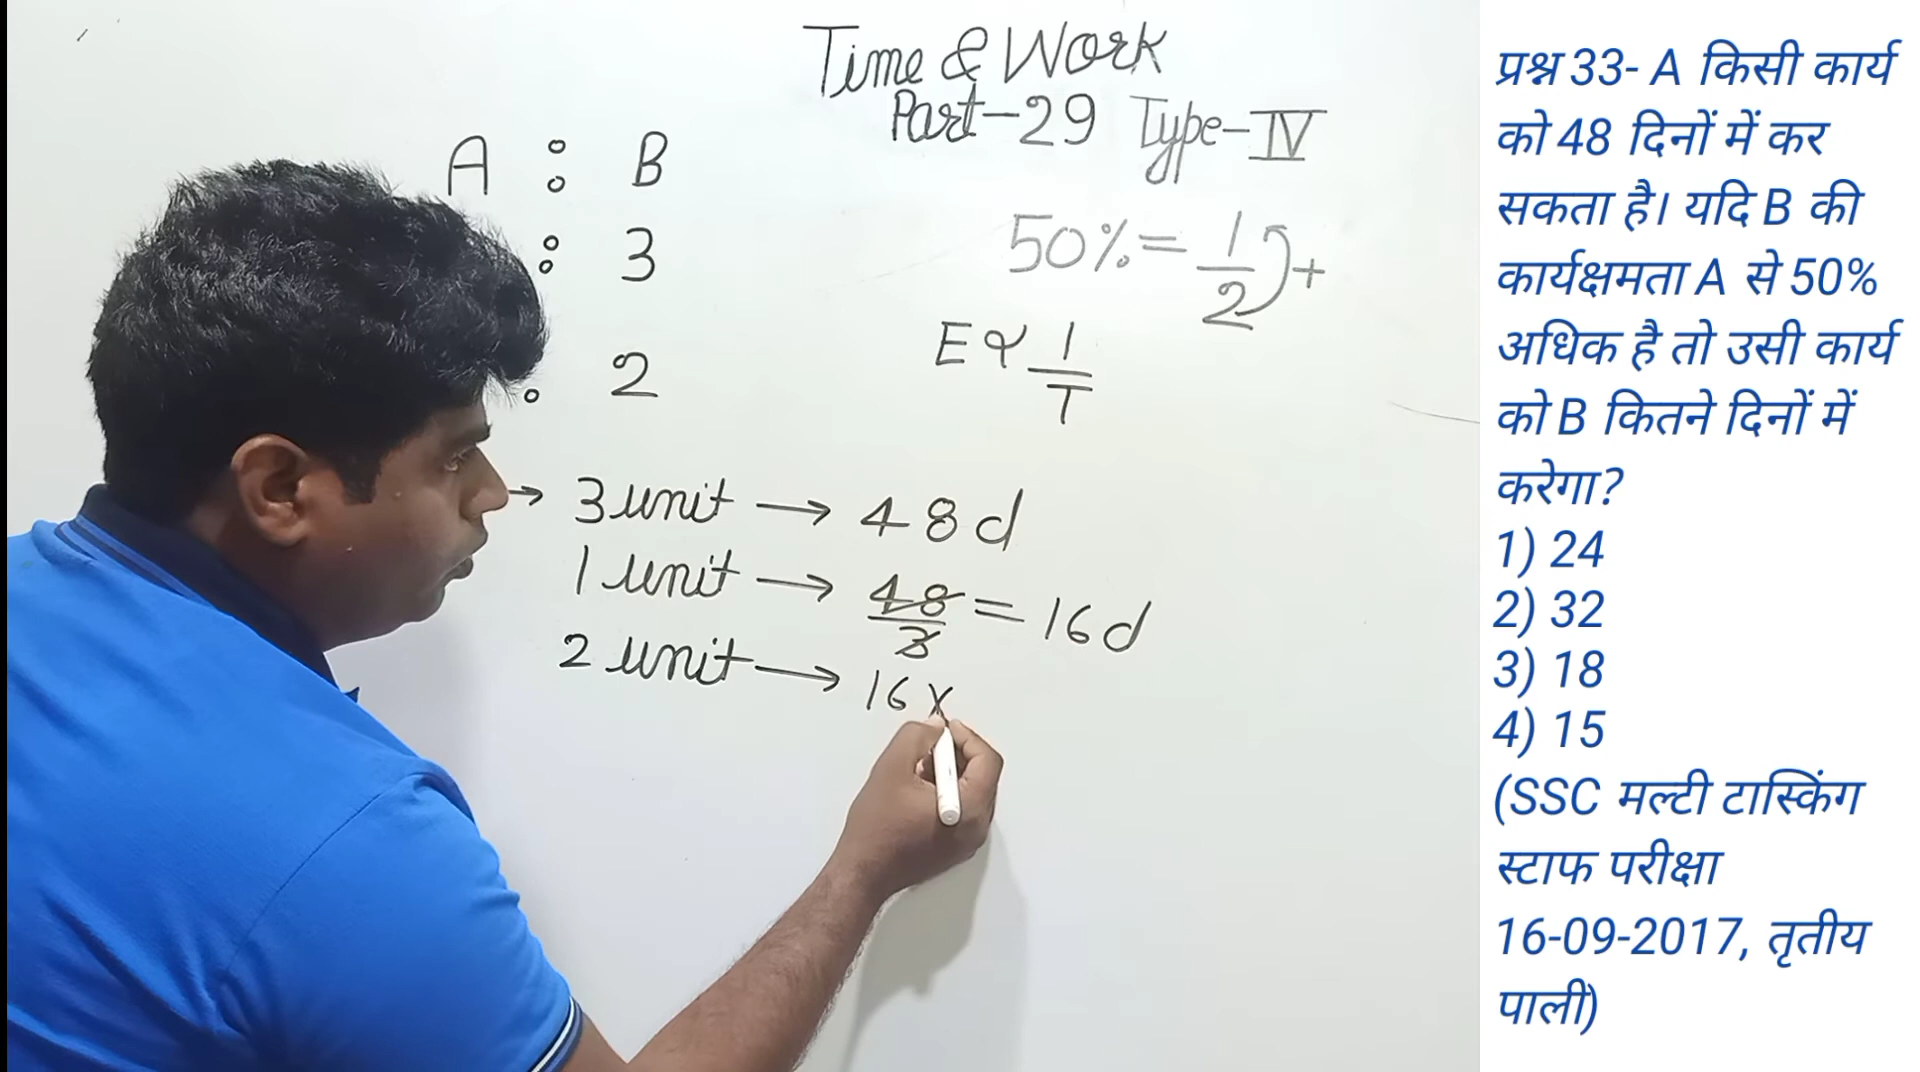 Time & Work
Part-29 Type-IV
A : B
: 3
: 2
50% = 1/2 +
E ∝ 1/T
→ 3 unit → 48 d
1 unit → 48/3 = 16 d
2 unit → 16 x
प्रश्न 33- A किसी कार्य
को 48 दिनों में कर
सकता है। यदि B की
कार्यक्षमता A से 50%
अधिक है तो उसी कार्य
को B कितने दिनों में
करेगा?
1) 24
2) 32
3) 18
4) 15
(SSC मल्टी टास्किंग
स्टाफ परीक्षा
16-09-2017, तृतीय
पाली)